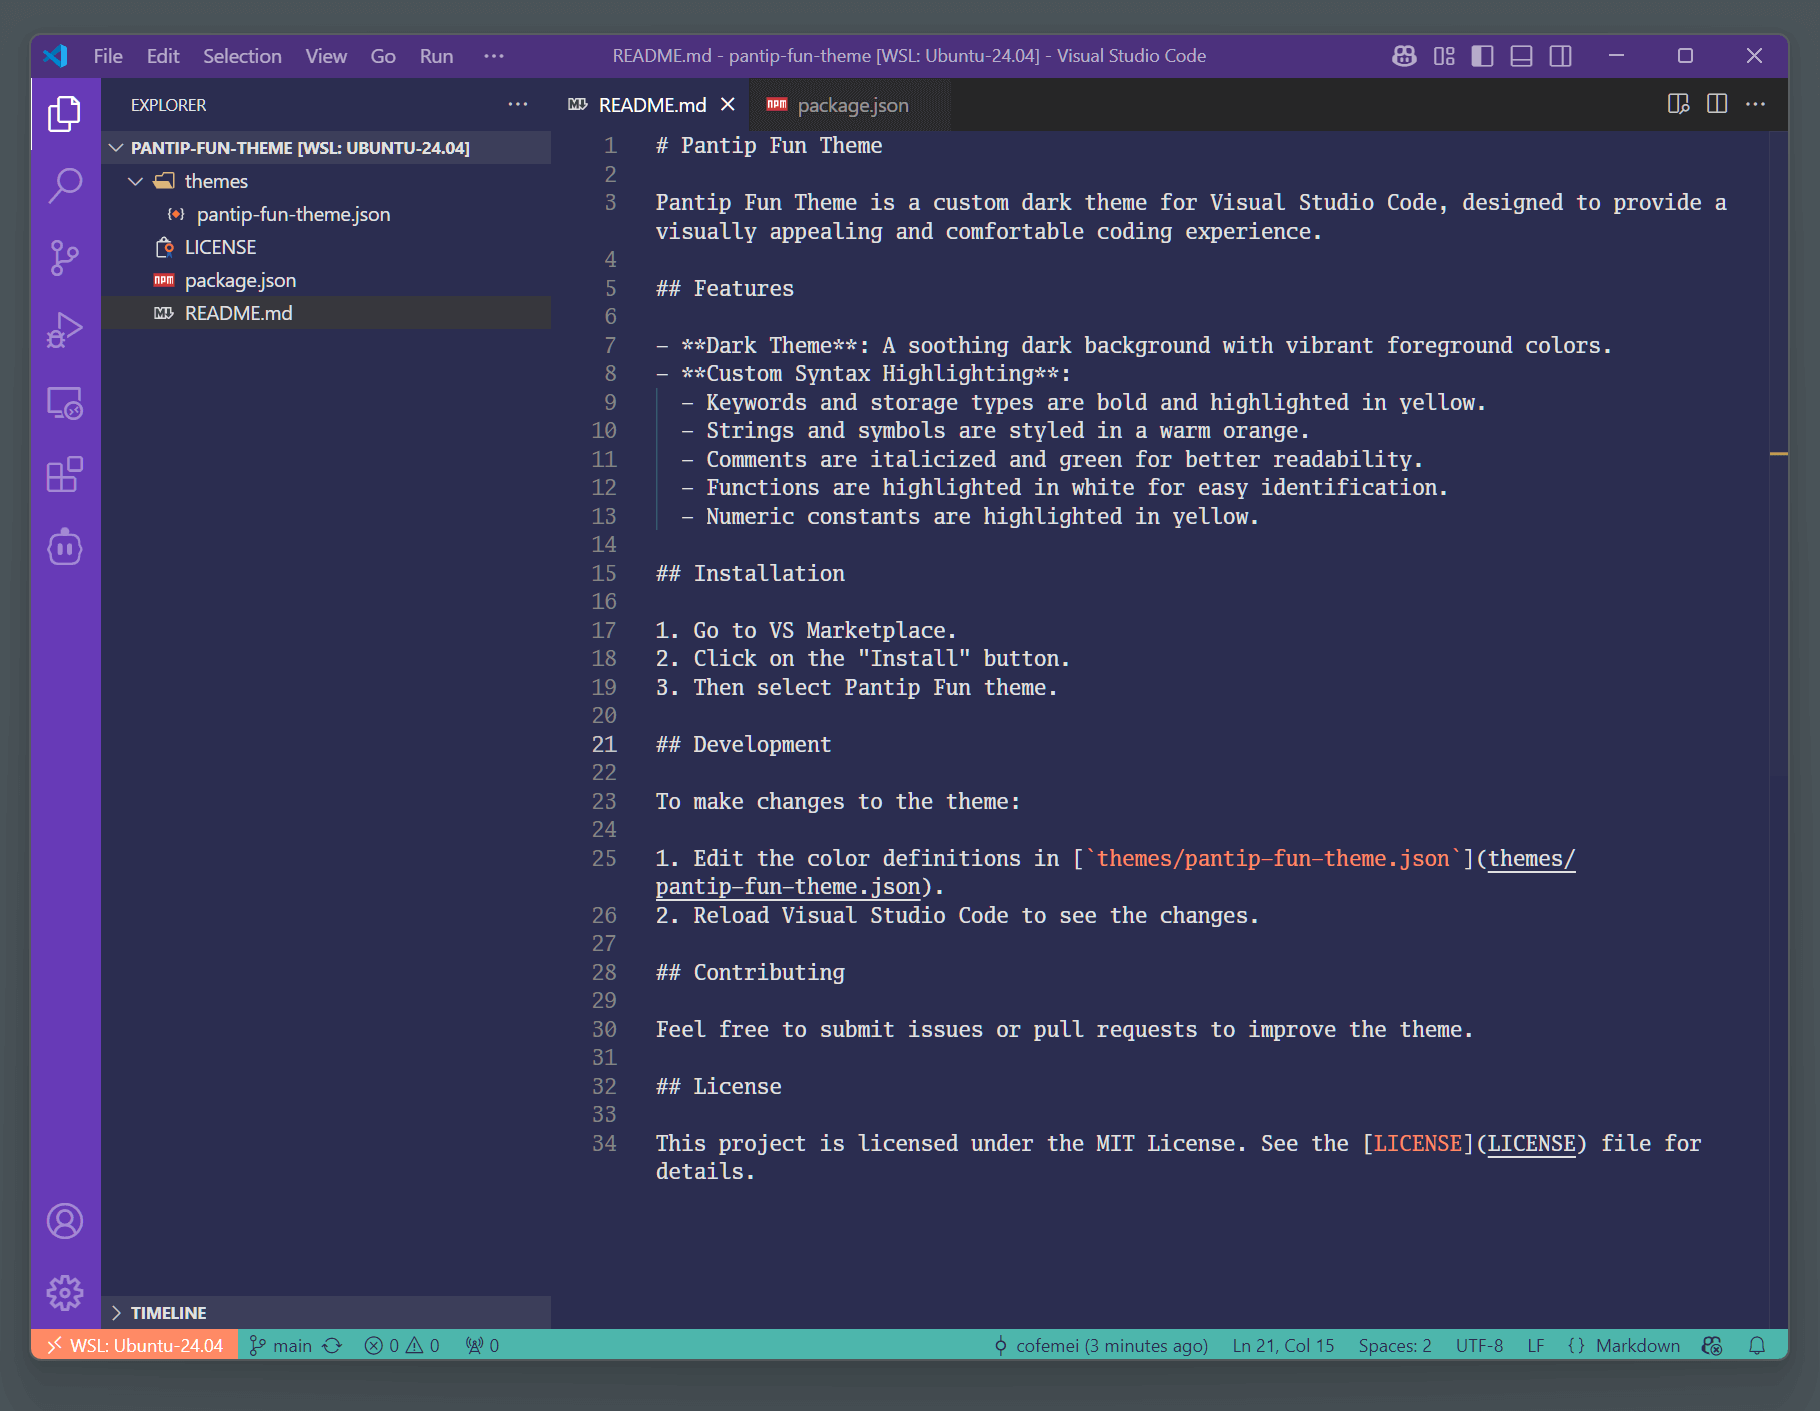 File Edit Selection View Go Run ···
README.md - pantip-fun-theme [WSL: Ubuntu-24.04] - Visual Studio Code
EXPLORER ···
PANTIP-FUN-THEME [WSL: UBUNTU-24.04]
themes
pantip-fun-theme.json
LICENSE
npm package.json
README.md
TIMELINE
README.md
npm package.json
1 # Pantip Fun Theme
2
3 Pantip Fun Theme is a custom dark theme for Visual Studio Code, designed to provide a
visually appealing and comfortable coding experience.
4
5 ## Features
6
7 - **Dark Theme**: A soothing dark background with vibrant foreground colors.
8 - **Custom Syntax Highlighting**:
9 - Keywords and storage types are bold and highlighted in yellow.
10 - Strings and symbols are styled in a warm orange.
11 - Comments are italicized and green for better readability.
12 - Functions are highlighted in white for easy identification.
13 - Numeric constants are highlighted in yellow.
14
15 ## Installation
16
17 1. Go to VS Marketplace.
18 2. Click on the "Install" button.
19 3. Then select Pantip Fun theme.
20
21 ## Development
22
23 To make changes to the theme:
24
25 1. Edit the color definitions in [`themes/pantip-fun-theme.json`](themes/
pantip-fun-theme.json).
26 2. Reload Visual Studio Code to see the changes.
27
28 ## Contributing
29
30 Feel free to submit issues or pull requests to improve the theme.
31
32 ## License
33
34 This project is licensed under the MIT License. See the [LICENSE](LICENSE) file for
details.
WSL: Ubuntu-24.04 main 0 0 0 cofemei (3 minutes ago) Ln 21, Col 15 Spaces: 2 UTF-8 LF {} Markdown